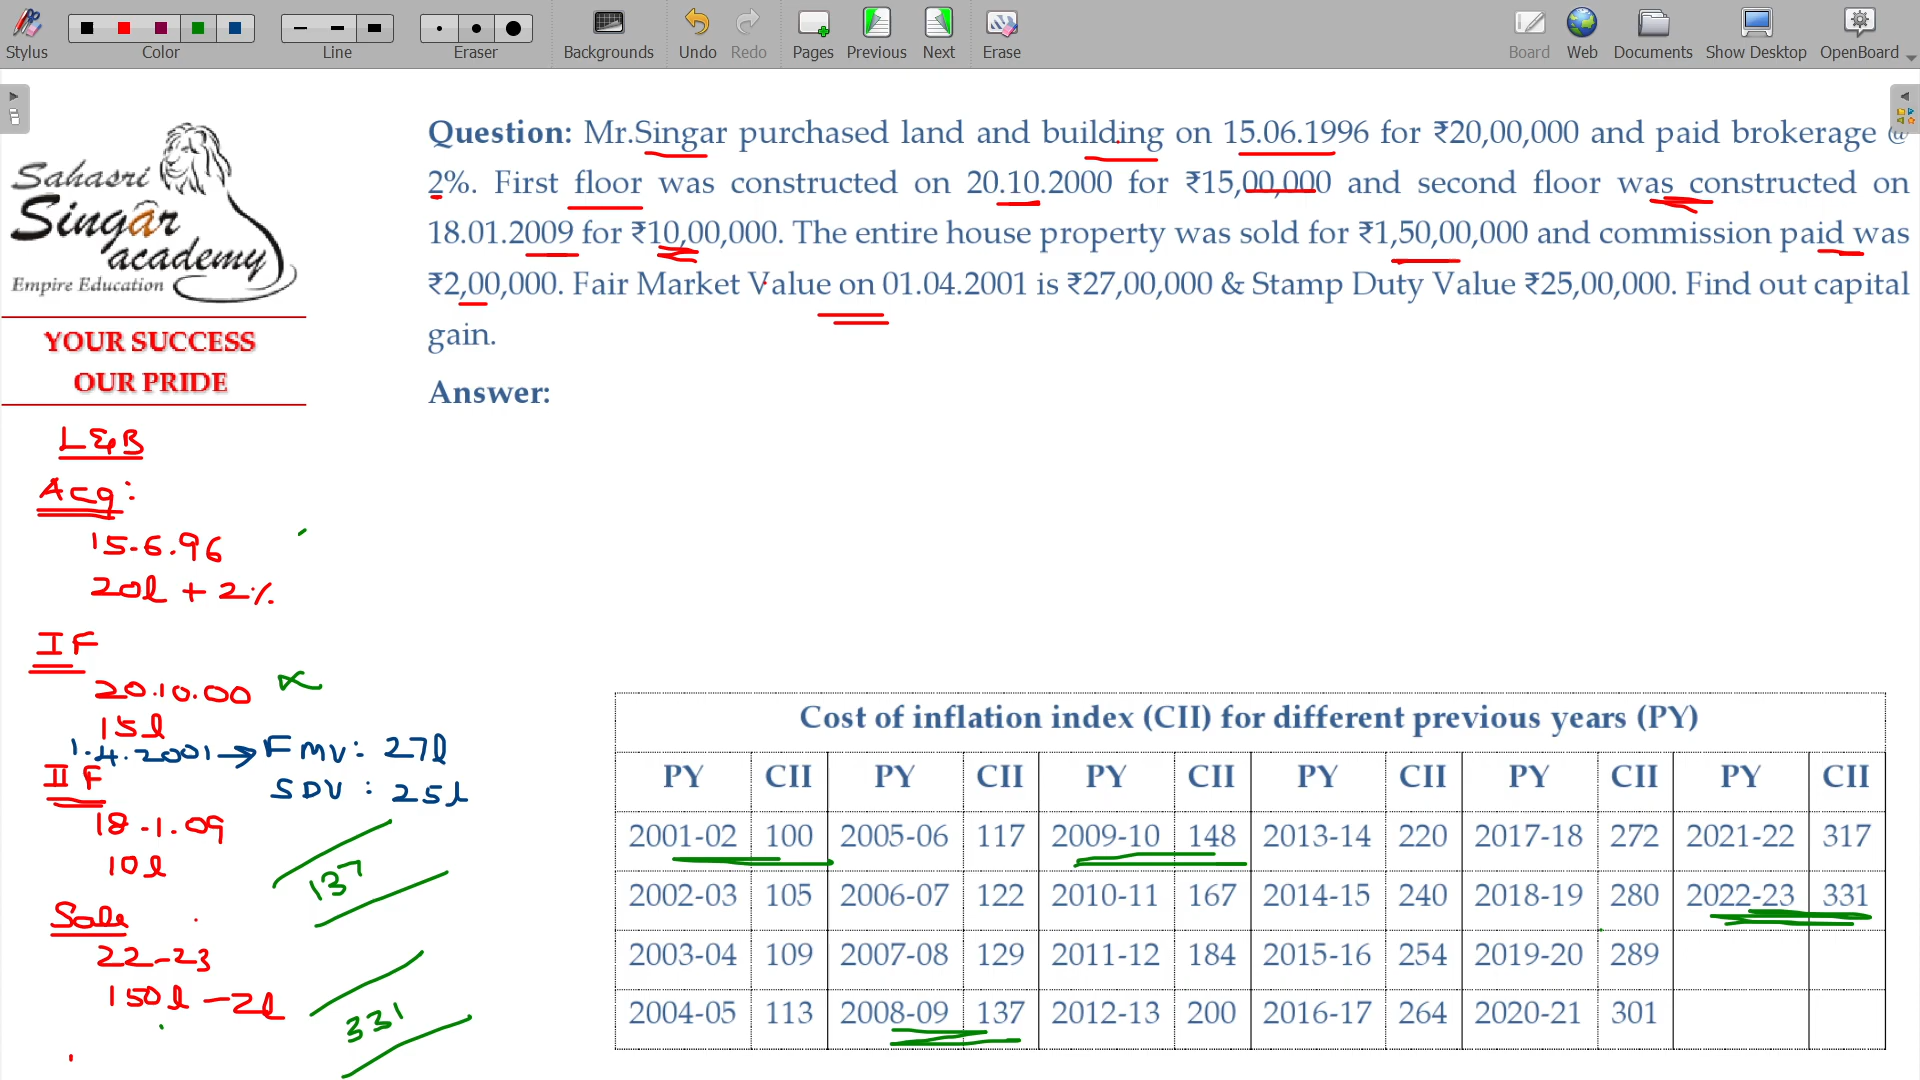 Stylus
Color
Line
Eraser
Backgrounds
Undo
Redo
Pages
Previous
Next
Erase
Board
Web
Documents
Show Desktop
OpenBoard
Sahasri
Singar
academy
Empire Education
YOUR SUCCESS
OUR PRIDE
Question: Mr.Singar purchased land and building on 15.06.1996 for ₹20,00,000 and paid brokerage @
2%. First floor was constructed on 20.10.2000 for ₹15,00,000 and second floor was constructed on
18.01.2009 for ₹10,00,000. The entire house property was sold for ₹1,50,00,000 and commission paid was
₹2,00,000. Fair Market Value on 01.04.2001 is ₹27,00,000 & Stamp Duty Value ₹25,00,000. Find out capital
gain.
Answer:
L&B
Acq:
15-6.96
20l + 2%
I F
20.10.00
15l
1.4.2001 → FMV: 27l
SDV : 25l
II F
18-1.09
10l
137
Sale
22-23
150l - 2l
331
Cost of inflation index (CII) for different previous years (PY)
PY CII PY CII PY CII PY CII PY CII PY CII
2001-02 100 2005-06 117 2009-10 148 2013-14 220 2017-18 272 2021-22 317
2002-03 105 2006-07 122 2010-11 167 2014-15 240 2018-19 280 2022-23 331
2003-04 109 2007-08 129 2011-12 184 2015-16 254 2019-20 289
2004-05 113 2008-09 137 2012-13 200 2016-17 264 2020-21 301